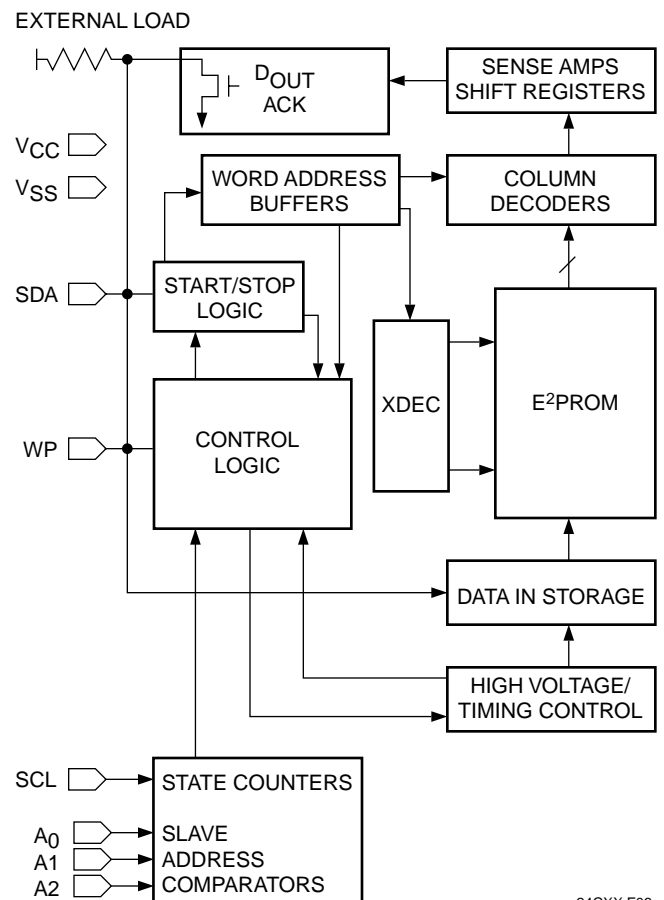 EXTERNAL LOAD
DOUT
ACK
SENSE AMPS
SHIFT REGISTERS
VCC
VSS
WORD ADDRESS
BUFFERS
COLUMN
DECODERS
SDA
START/STOP
LOGIC
XDEC
E2PROM
WP
CONTROL
LOGIC
DATA IN STORAGE
HIGH VOLTAGE/
TIMING CONTROL
SCL
STATE COUNTERS
A0
SLAVE
A1
ADDRESS
A2
COMPARATORS